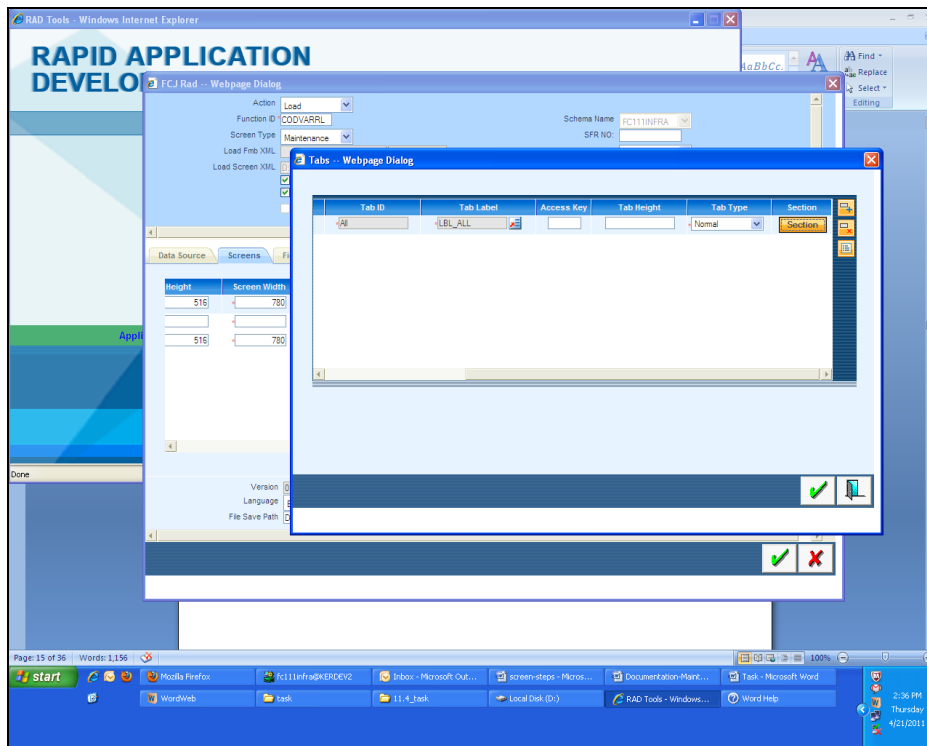 RAD Tools - Windows Internet Explorer
RAPID APPLICATION
DEVELO
AaBbCc.
Find
Replace
Select
Editing
FCJ Rad -- Webpage Dialog
Action Load
Function ID CODVARRL
Schema Name FC111INFRA
Screen Type Maintenance
SFR NO:
Load Fmb XML
Load Screen XML
Tabs -- Webpage Dialog
Tab ID Tab Label Access Key Tab Height Tab Type Section
All LBL_ALL Normal Section
Data Source Screens Fi
Height Screen Width
516 780
516 780
Appli
Done
Version 0
Language E
File Save Path D
Page: 15 of 36 Words: 1,156 100%
start Mozilla Firefox fc111infra@KERDEV2 Inbox - Microsoft Out... screen-steps - Micros... Documentation-Maint... Task - Microsoft Word
WordWeb task 11.4_task Local Disk (D:) RAD Tools - Windows... Word Help
2:36 PM
Thursday
4/21/2011